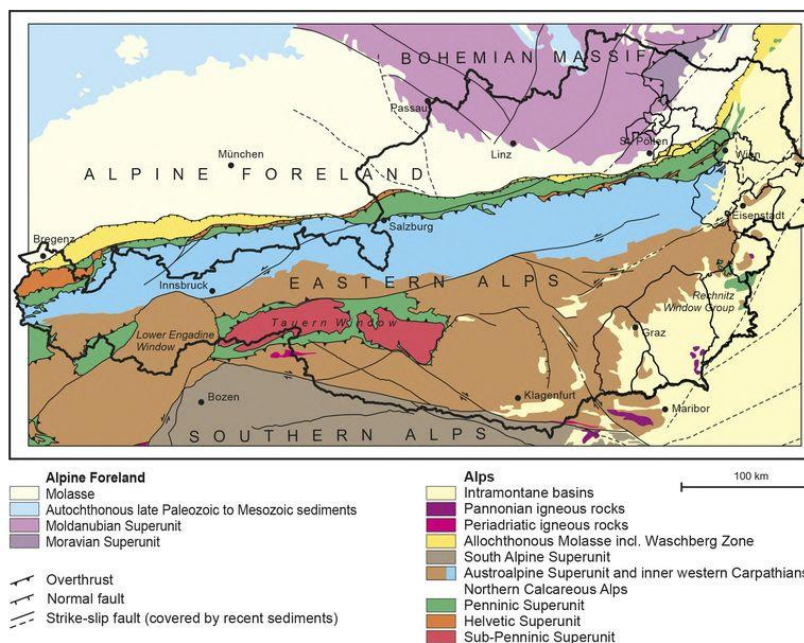 BOHEMIAN MASSIF
Passau
St. Pölten
Linz
Wien
München
ALPINE FORELAND
Salzburg
Eisenstadt
Bregenz
Innsbruck
EASTERN ALPS
Rechnitz
Window Group
Tauern Window
Lower Engadine
Window
Graz
Bozen
Klagenfurt
Maribor
SOUTHERN ALPS
100 km
Alpine Foreland
Molasse
Autochthonous late Paleozoic to Mesozoic sediments
Moldanubian Superunit
Moravian Superunit
Overthrust
Normal fault
Strike-slip fault (covered by recent sediments)
Alps
Intramontane basins
Pannonian igneous rocks
Periadriatic igneous rocks
Allochthonous Molasse incl. Waschberg Zone
South Alpine Superunit
Austroalpine Superunit and inner western Carpathians
Northern Calcareous Alps
Penninic Superunit
Helvetic Superunit
Sub-Penninic Superunit